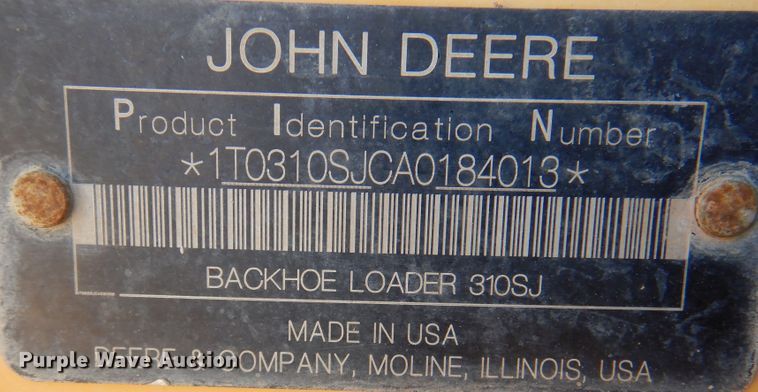 JOHN DEERE
Product Identification Number
*1T0310SJCA0184013*
BACKHOE LOADER 310SJ
MADE IN USA
DEERE & COMPANY, MOLINE, ILLINOIS, USA
Purple Wave Auction